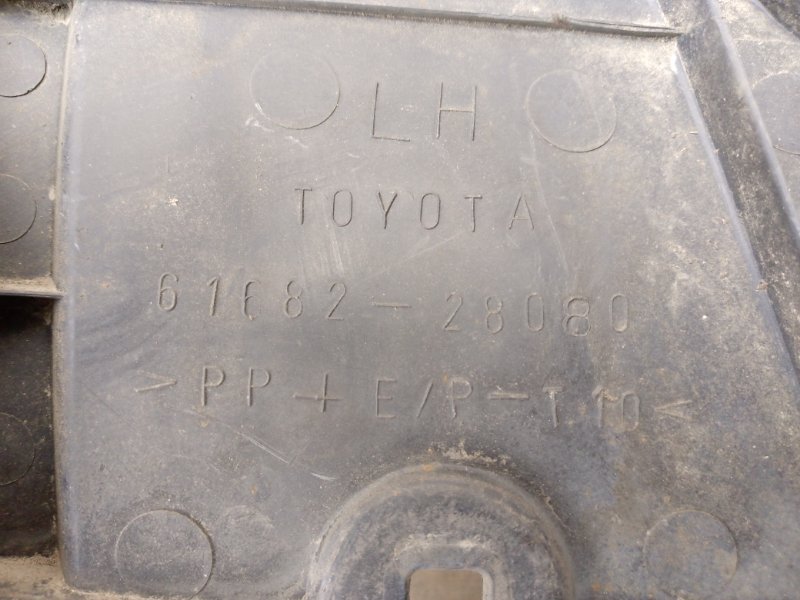 LH
TOYOTA
61682-28080
>PP+E/P-T10<